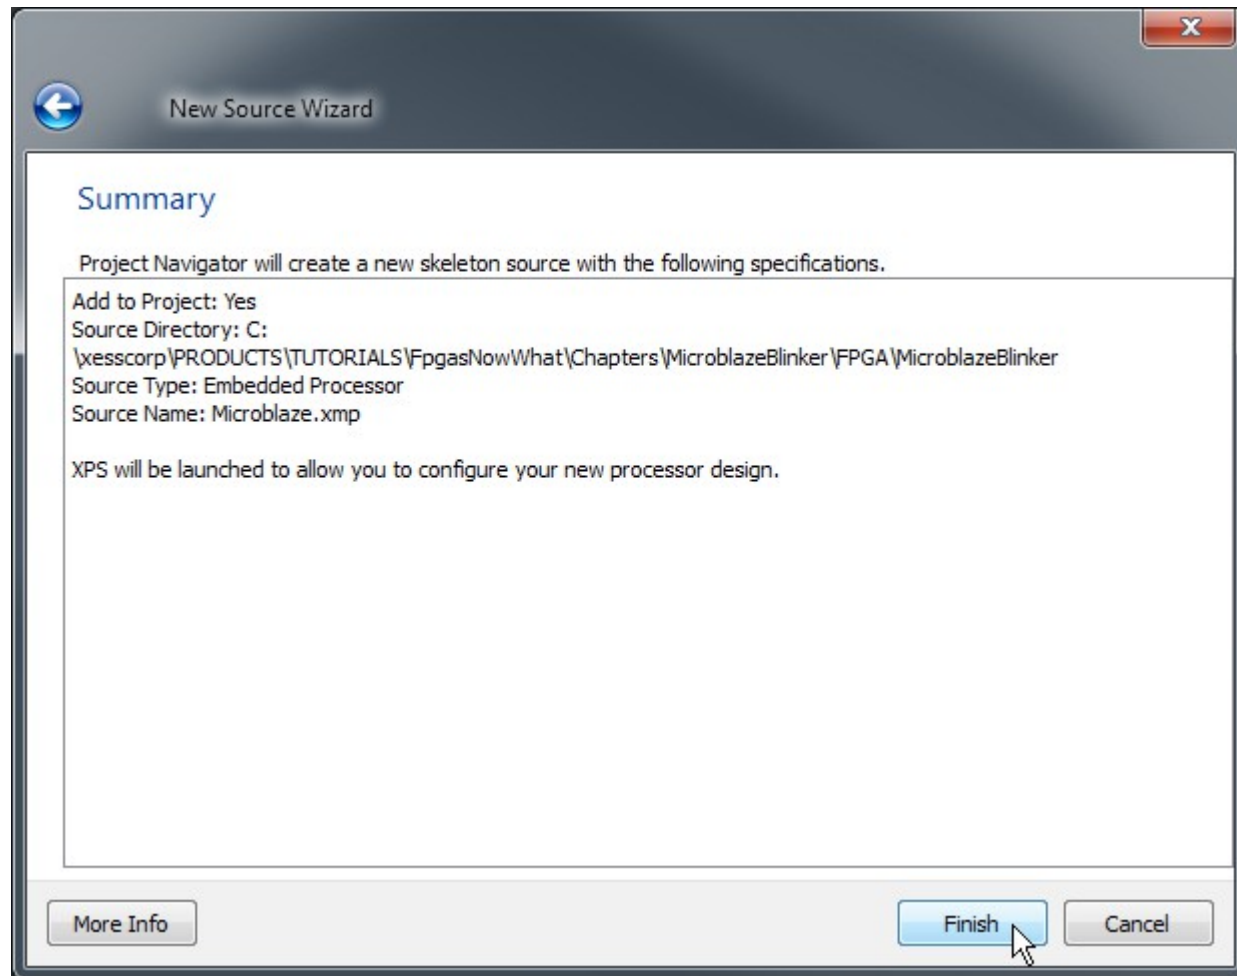 New Source Wizard
Summary
Project Navigator will create a new skeleton source with the following specifications.
Add to Project: Yes
Source Directory: C:
\xesscorp\PRODUCTS\TUTORIALS\FpgasNowWhat\Chapters\MicroblazeBlinker\FPGA\MicroblazeBlinker
Source Type: Embedded Processor
Source Name: Microblaze.xmp
XPS will be launched to allow you to configure your new processor design.
More Info
Finish
Cancel